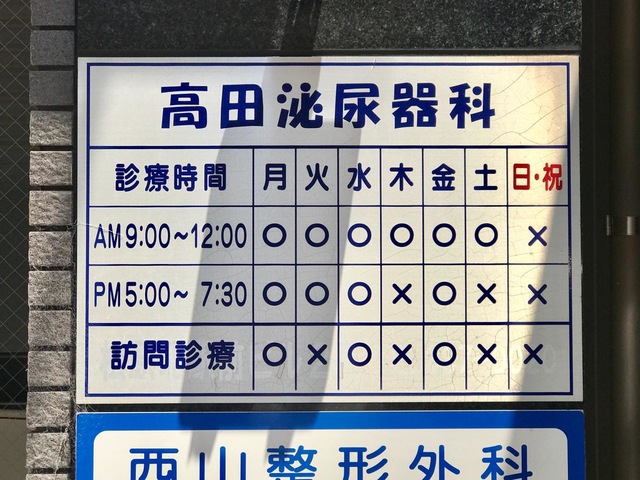 高田泌尿器科
診療時間 月 火 水 木 金 土 日・祝
AM9:00〜12:00 ○ ○ ○ ○ ○ ○ ×
PM5:00〜 7:30 ○ ○ ○ × ○ × ×
訪問診療 ○ × ○ × ○ × ×
西山整形外科